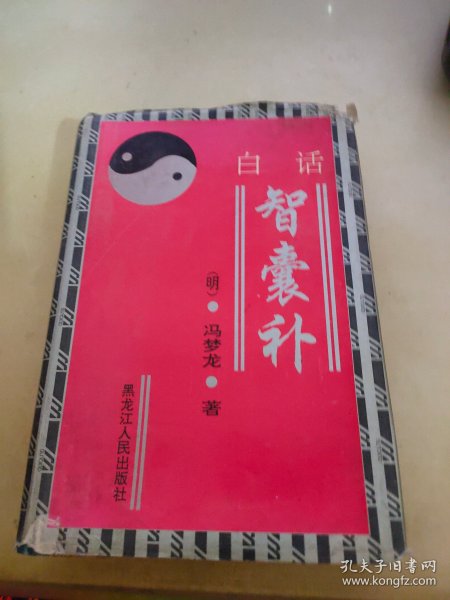 白话
智囊补
(明)●冯梦龙●著
黑龙江人民出版社
孔夫子旧书网
www.kongfz.com